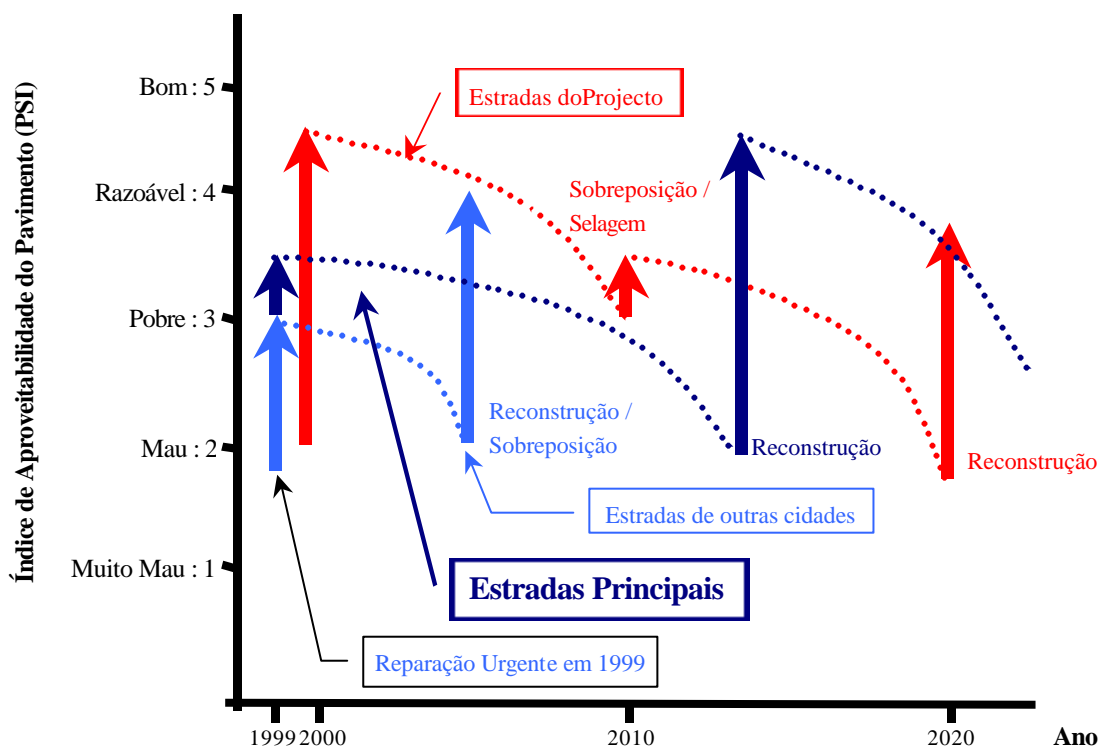 Índice de Aproveitabilidade do Pavimento (PSI)
Bom : 5
Razoável : 4
Pobre : 3
Mau : 2
Muito Mau : 1
Estradas doProjecto
Sobreposição /
Selagem
Reconstrução /
Sobreposição
Reconstrução
Reconstrução
Estradas de outras cidades
Estradas Principais
Reparação Urgente em 1999
1999
2000
2010
2020
Ano